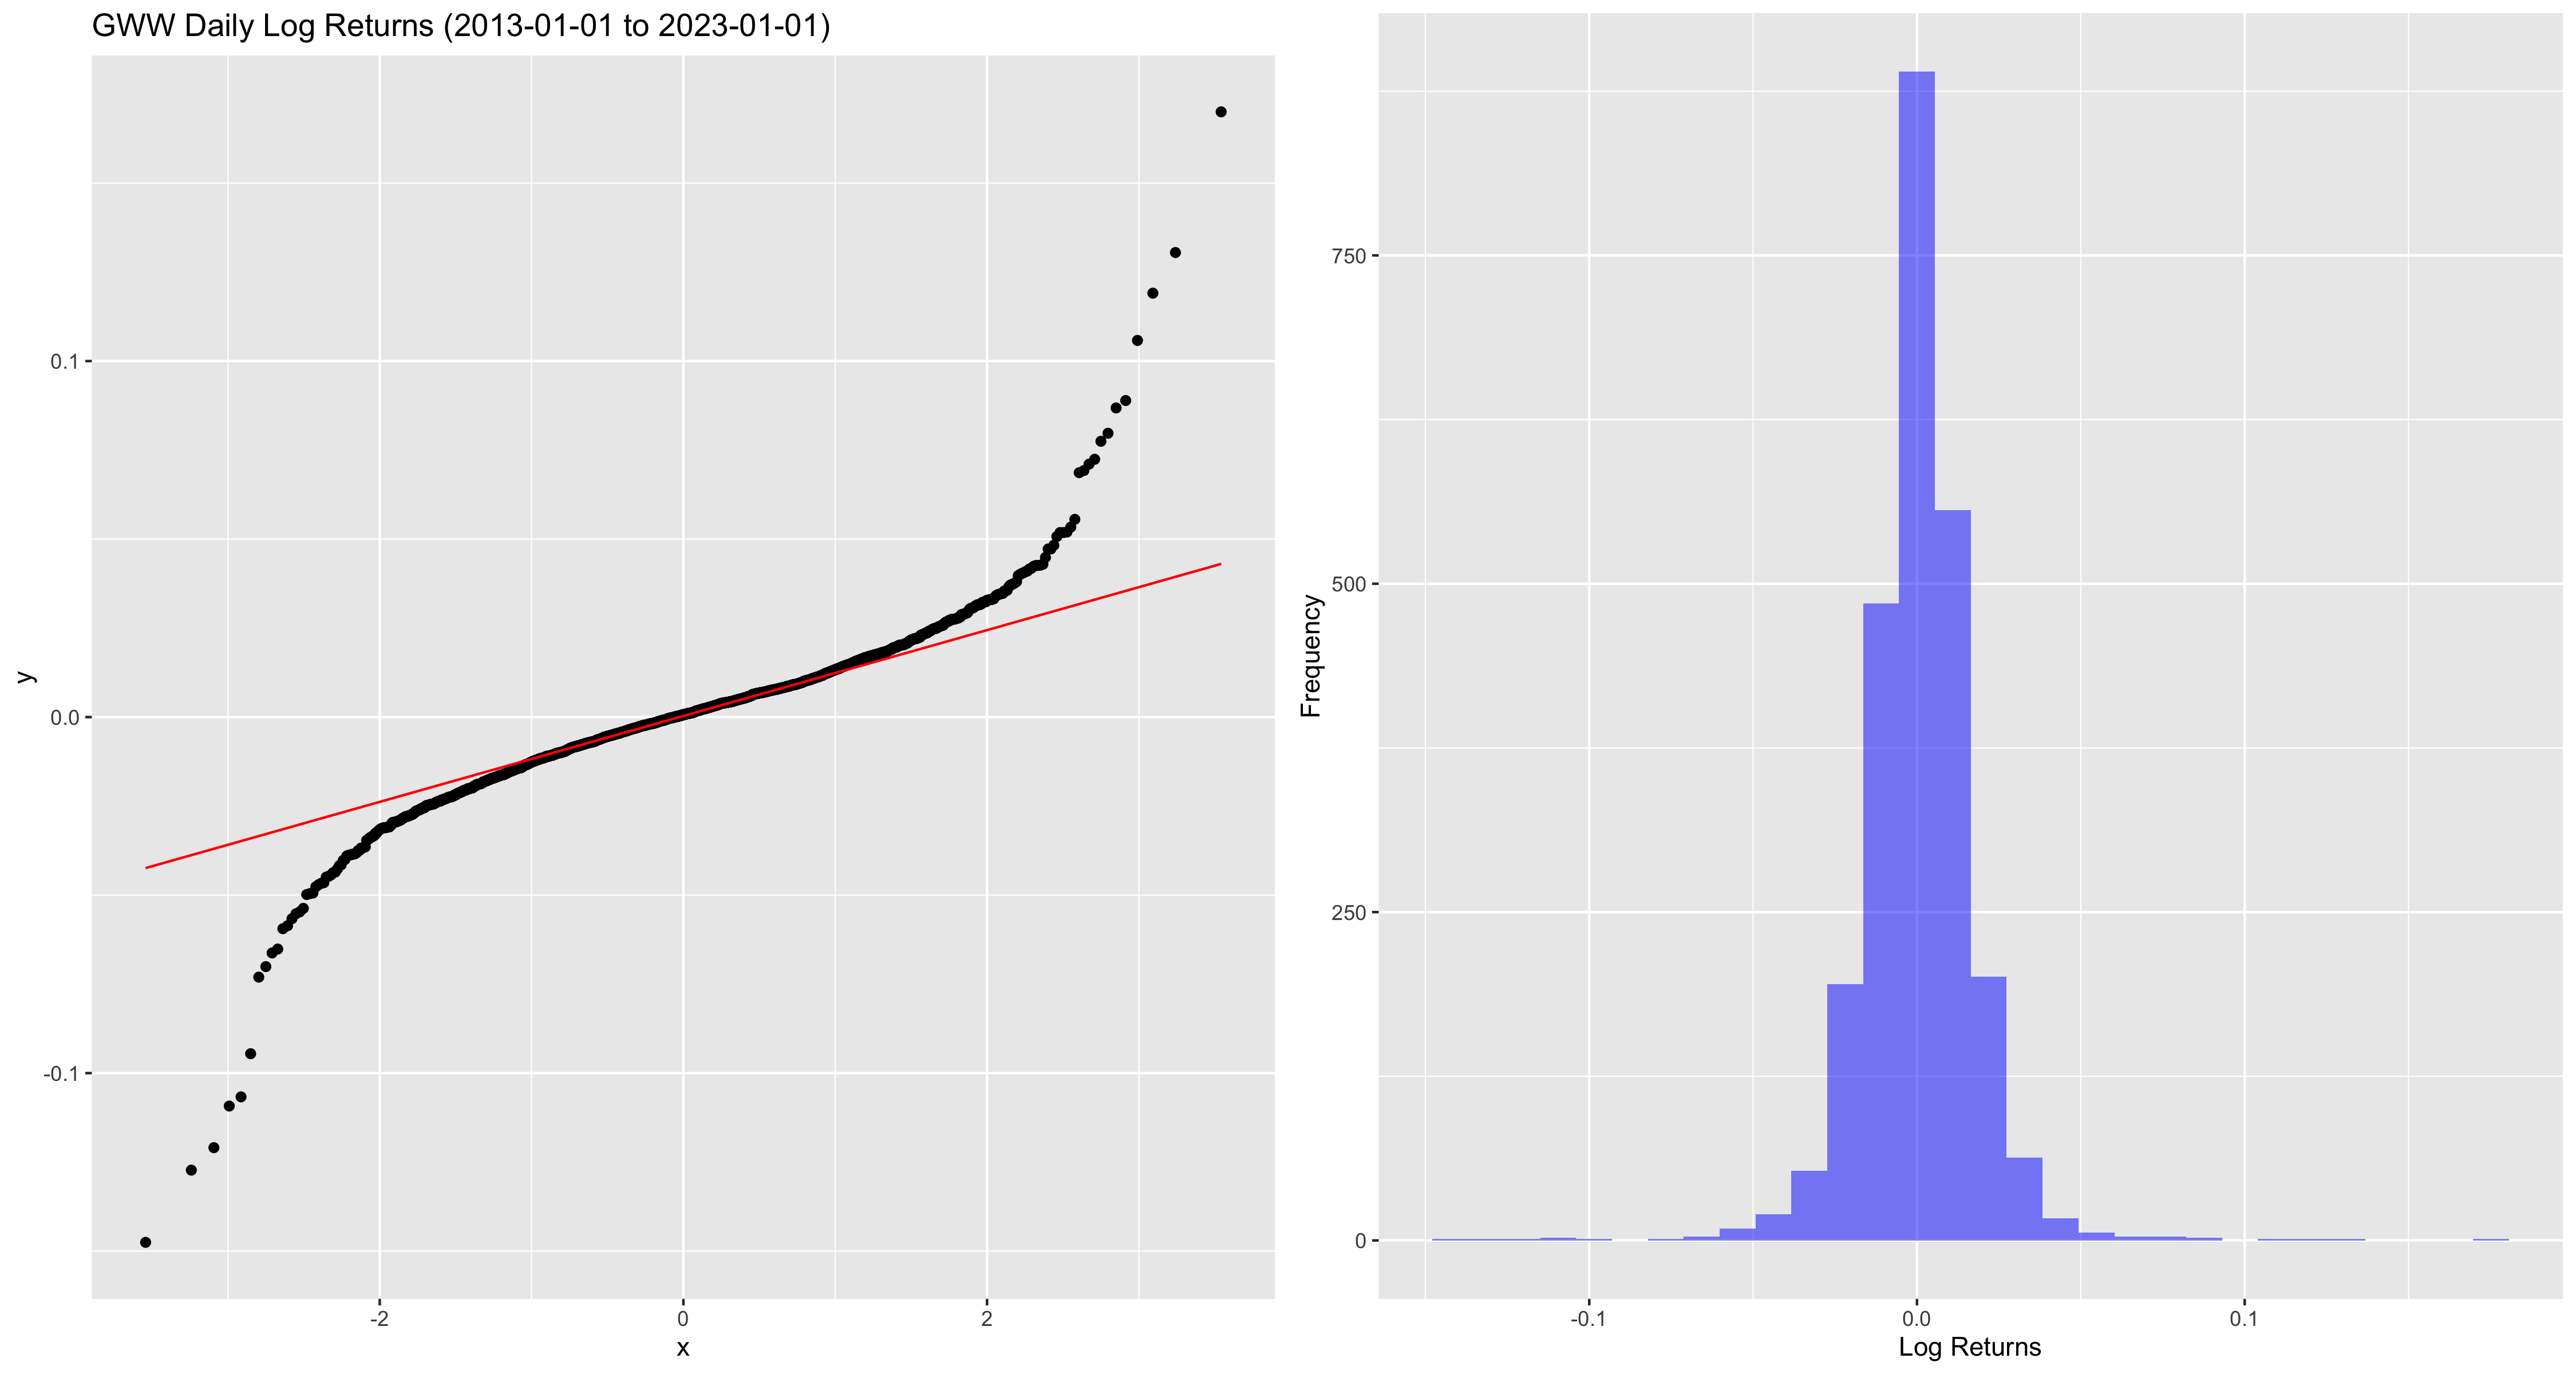 GWW Daily Log Returns (2013-01-01 to 2023-01-01)
0.1
0.0
-0.1
y
-2
0
2
x
750
500
250
0
Frequency
-0.1
0.0
0.1
Log Returns